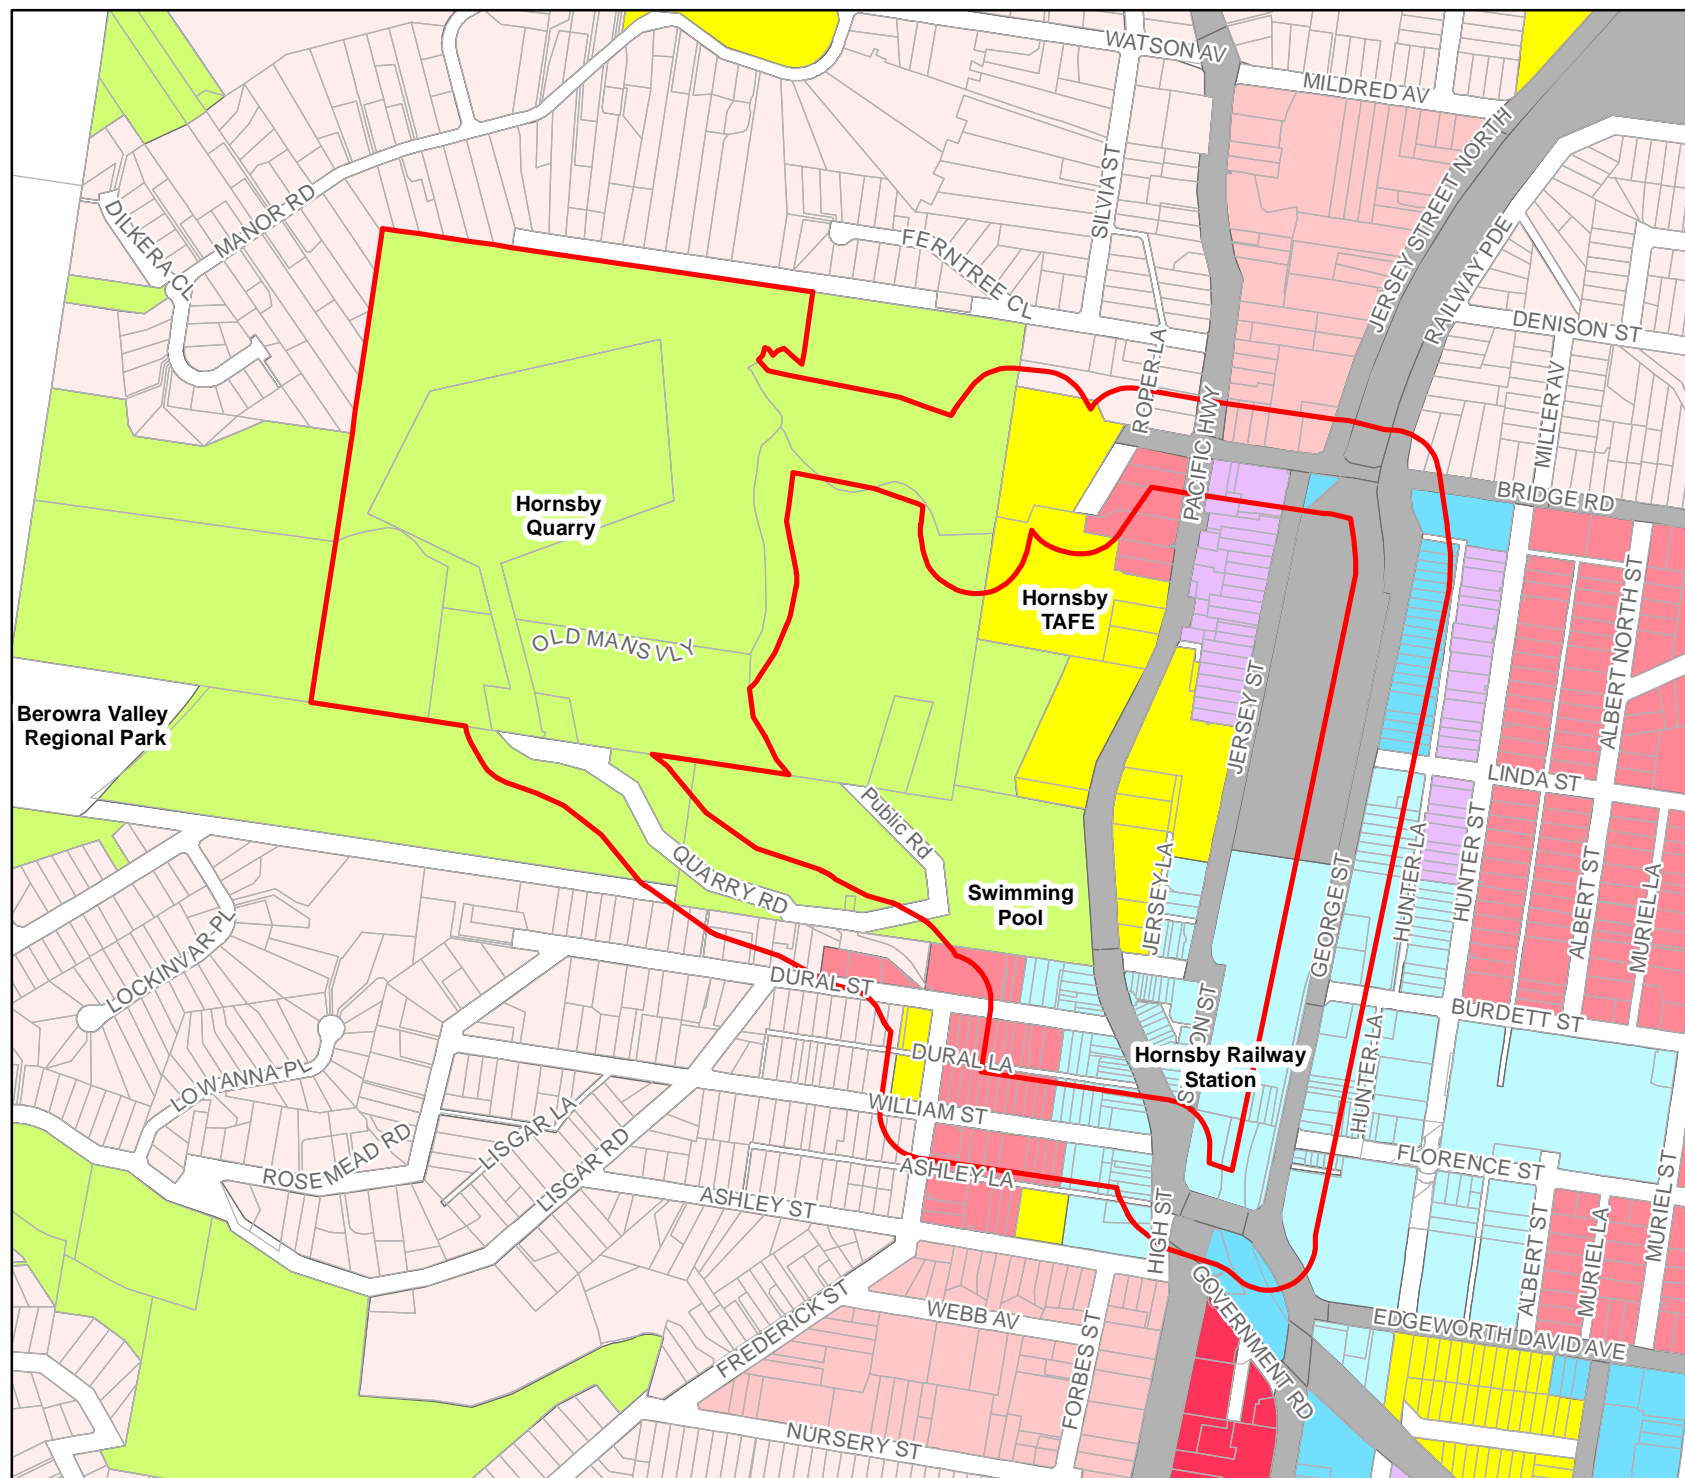 WATSON AV
MILDRED AV
JERSEY STREET NORTH
RAILWAY PDE
SILVIA ST
MANOR RD
DILKERA CL
FERNTREE CL
DENISON ST
ROPER LA
PACIFIC HWY
MILLER AV
BRIDGE RD
Hornsby
Quarry
Hornsby
TAFE
ALBERT NORTH ST
OLD MANS VLY
JERSEY ST
Berowra Valley
Regional Park
LINDA ST
Public Rd
HUNTER LA
HUNTER ST
QUARRY RD
Swimming
Pool
JERSEY LA
GEORGE ST
ALBERT ST
MURIEL LA
LOCKINVAR PL
DURAL ST
BURDETT ST
DURAL LA
Hornsby Railway
Station
HUNTER LA
LOWANNA PL
LISGAR LA
WILLIAM ST
ROSEMEAD RD
LISGAR RD
ASHLEY LA
FLORENCE ST
ASHLEY ST
HIGH ST
ALBERT ST
MURIEL LA
MURIEL ST
GOVERNMENT RD
WEBB AV
FREDERICK ST
FORBES ST
EDGEWORTH DAVID AVE
NURSERY ST